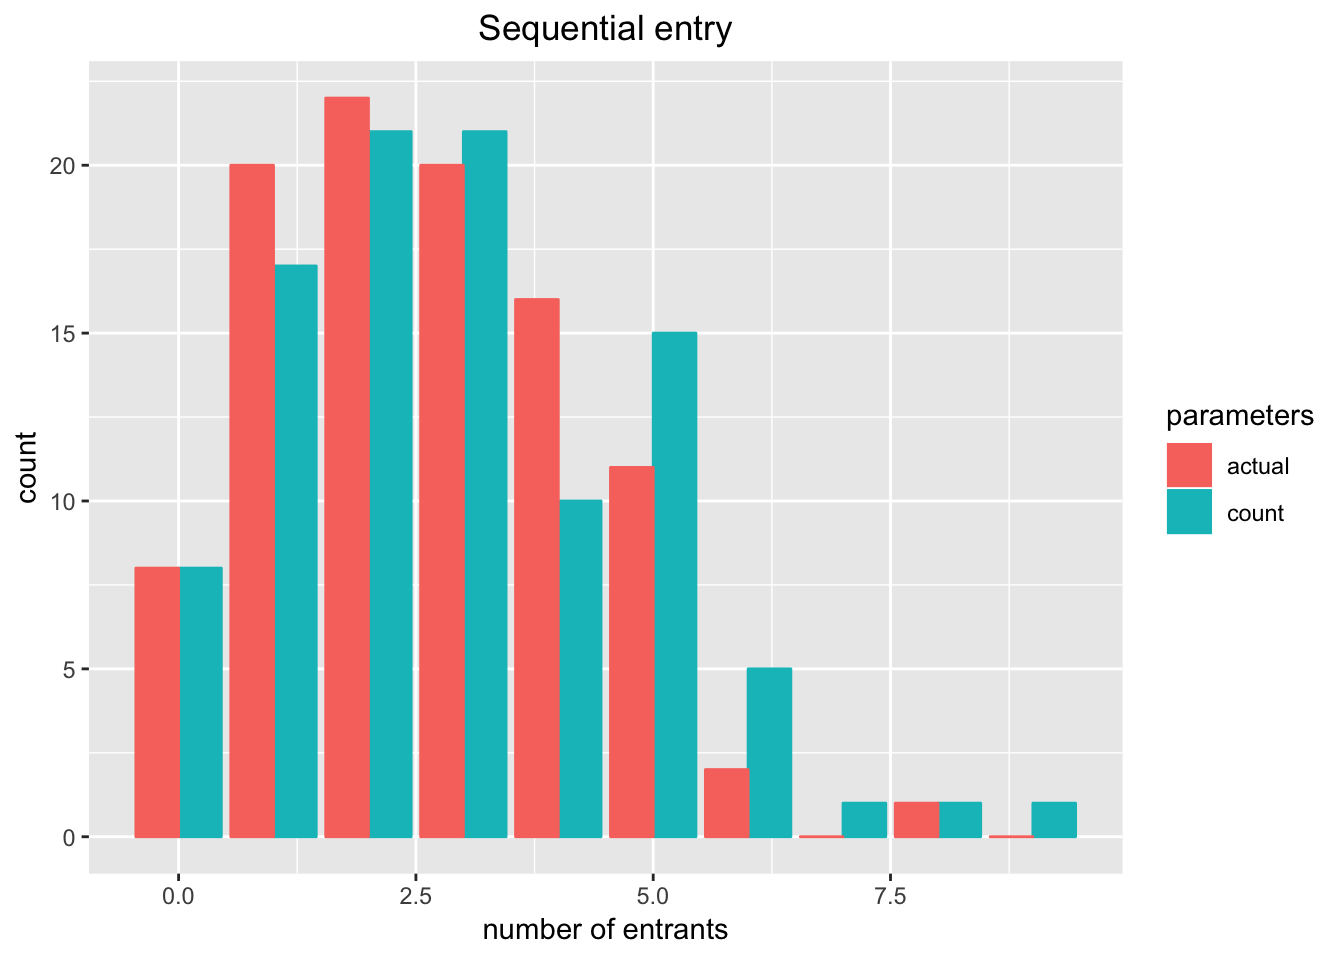 Sequential entry
20
15
10
5
0
count
0.0 2.5 5.0 7.5
number of entrants
parameters
actual
count